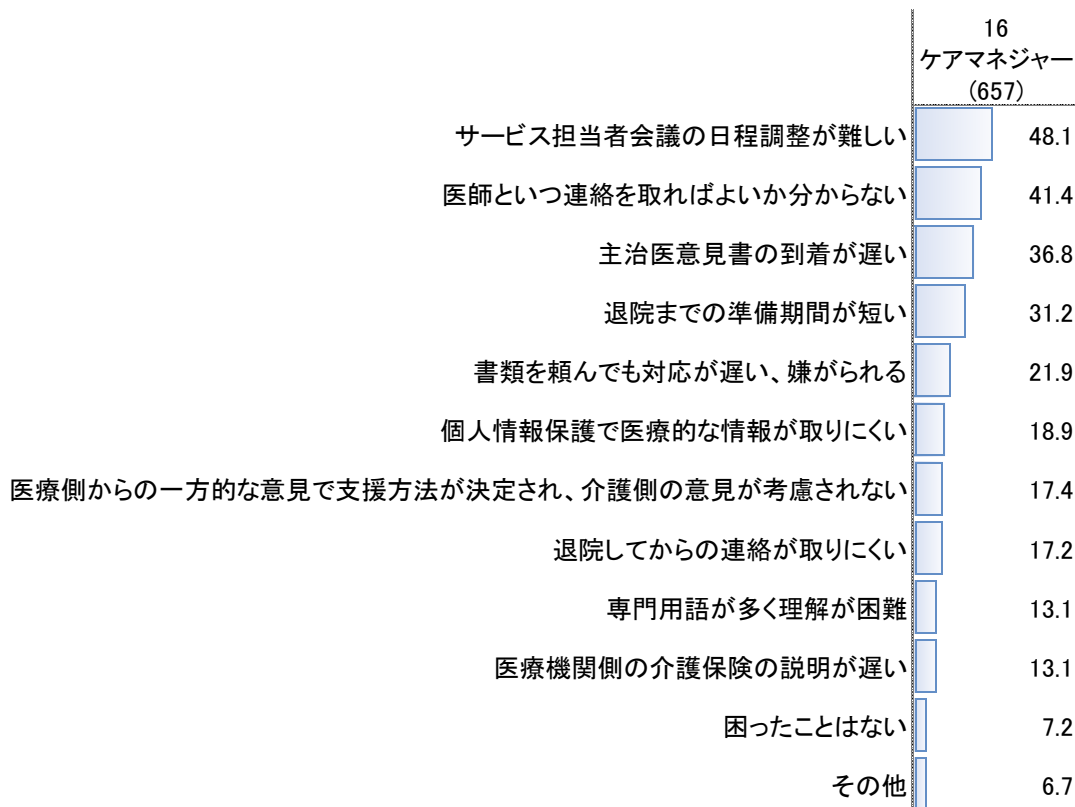 16
ケアマネジャー
(657)
サービス担当者会議の日程調整が難しい 48.1
医師といつ連絡を取ればよいか分からない 41.4
主治医意見書の到着が遅い 36.8
退院までの準備期間が短い 31.2
書類を頼んでも対応が遅い、嫌がられる 21.9
個人情報保護で医療的な情報が取りにくい 18.9
医療側からの一方的な意見で支援方法が決定され、介護側の意見が考慮されない 17.4
退院してからの連絡が取りにくい 17.2
専門用語が多く理解が困難 13.1
医療機関側の介護保険の説明が遅い 13.1
困ったことはない 7.2
その他 6.7